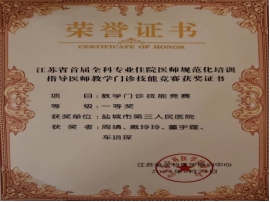 荣誉证书
CERTIFICATE OF HONOR
江苏省首届全科专业住院医师规范化培训
指导医师教学门诊技能竞赛获奖证书
项目：教学门诊技能竞赛
等级：一等奖
获奖单位：盐城市第三人民医院
获奖者：周靖、戴玲玲、董宇霆、
车琦琛